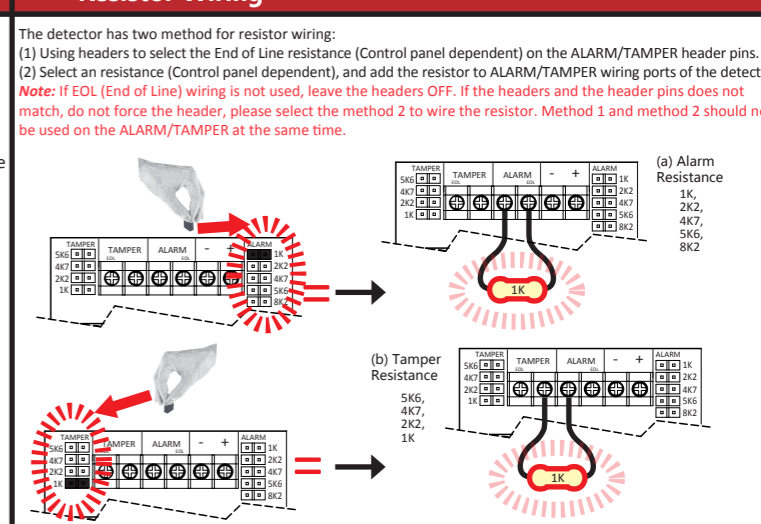 Resistor Wiring
The detector has two method for resistor wiring:
(1) Using headers to select the End of Line resistance (Control panel dependent) on the ALARM/TAMPER header pins.
(2) Select an resistance (Control panel dependent), and add the resistor to ALARM/TAMPER wiring ports of the detect
Note: If EOL (End of Line) wiring is not used, leave the headers OFF. If the headers and the header pins does not
match, do not force the header, please select the method 2 to wire the resistor. Method 1 and method 2 should no
be used on the ALARM/TAMPER at the same time.
e
TAMPER
5K6
4K7
2K2
1K
TAMPER
EOL
ALARM
EOL
- +
ALARM
1K
2K2
4K7
5K6
8K2
TAMPER
5K6
4K7
2K2
1K
TAMPER
EOL
ALARM
EOL
- +
ALARM
1K
2K2
4K7
5K6
8K2
1K
(a) Alarm
Resistance
1K,
2K2,
4K7,
5K6,
8K2
TAMPER
5K6
4K7
2K2
1K
TAMPER
ALARM
EOL
- +
ALARM
1K
2K2
4K7
5K6
8K2
(b) Tamper
Resistance
5K6,
4K7,
2K2,
1K
TAMPER
5K6
4K7
2K2
1K
TAMPER
EOL
ALARM
EOL
- +
ALARM
1K
2K2
4K7
5K6
8K2
1K